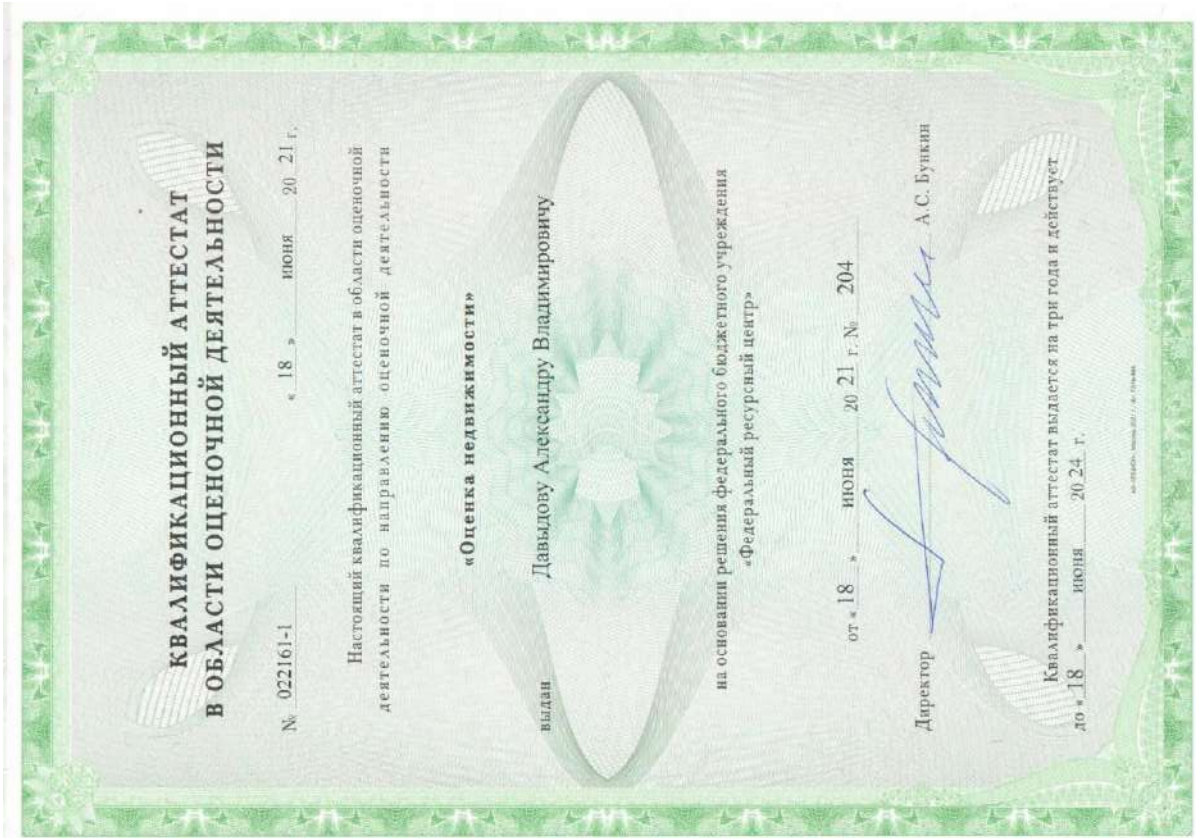 КВАЛИФИКАЦИОННЫЙ АТТЕСТАТ
В ОБЛАСТИ ОЦЕНОЧНОЙ ДЕЯТЕЛЬНОСТИ
№ 022161-1 « 18 » июня 20 21 г.
Настоящий квалификационный аттестат в области оценочной
деятельности по направлению оценочной деятельности
«Оценка недвижимости»
выдан Давыдову Александру Владимировичу
на основании решения федерального бюджетного учреждения
«Федеральный ресурсный центр»
от « 18 » июня 20 21 г. № 204
Директор А.С. Бункин
Квалификационный аттестат выдается на три года и действует
до « 18 » июня 20 24 г.